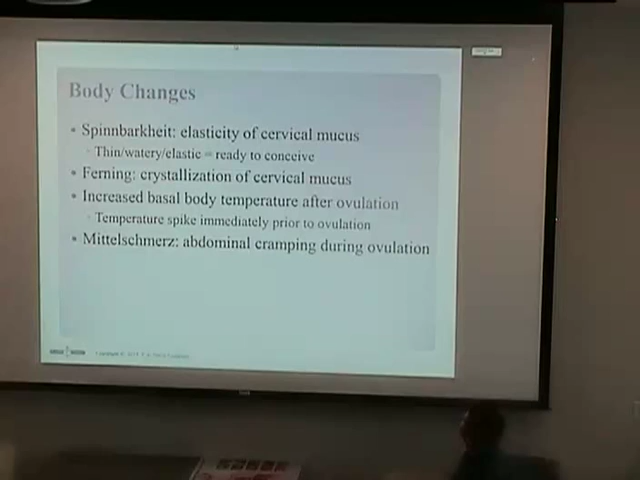 Body Changes
• Spinnbarkheit: elasticity of cervical mucus
Thin/watery/elastic = ready to conceive
• Ferning: crystallization of cervical mucus
• Increased basal body temperature after ovulation
Temperature spike immediately prior to ovulation
• Mittelschmerz: abdominal cramping during ovulation